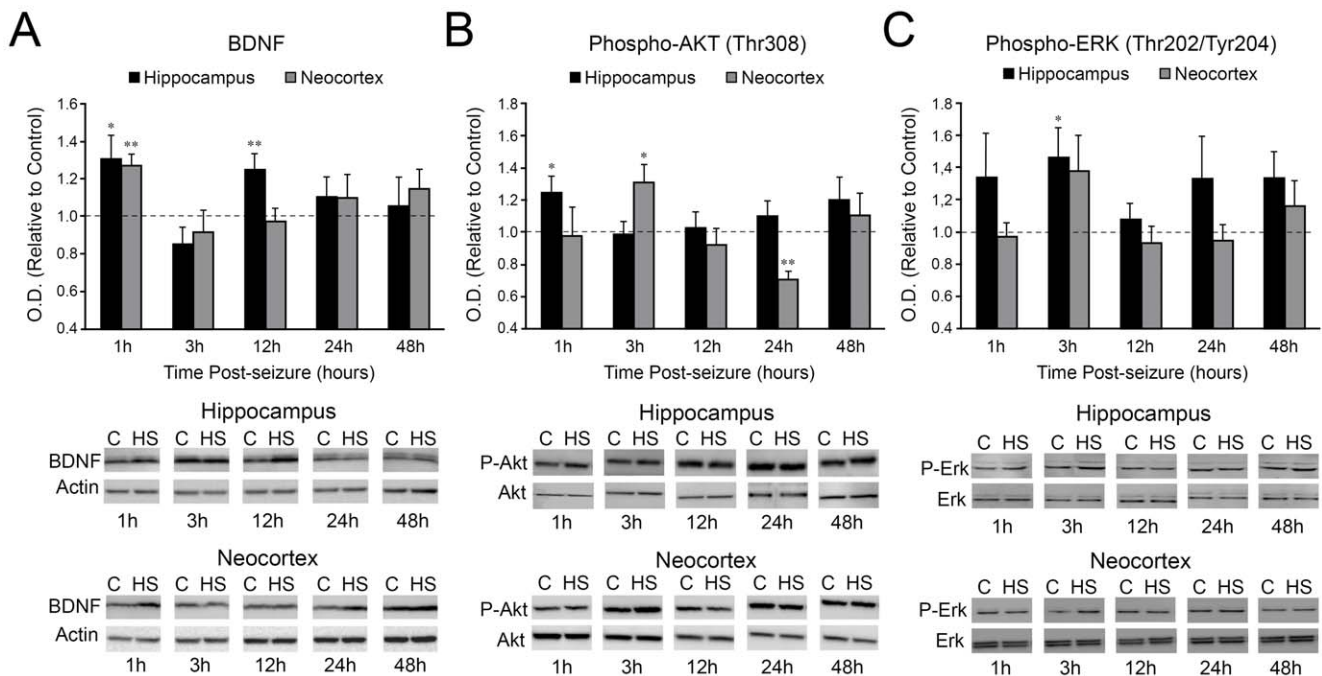 A
BDNF
Hippocampus Neocortex
O.D. (Relative to Control)
1.6
1.4
1.2
1.0
0.8
0.6
0.4
* ** **
1h 3h 12h 24h 48h
Time Post-seizure (hours)
Hippocampus
C HS C HS C HS C HS C HS
BDNF
Actin
1h 3h 12h 24h 48h
Neocortex
C HS C HS C HS C HS C HS
BDNF
Actin
1h 3h 12h 24h 48h
B
Phospho-AKT (Thr308)
Hippocampus Neocortex
O.D. (Relative to Control)
1.8
1.6
1.4
1.2
1.0
0.8
0.6
0.4
* * **
1h 3h 12h 24h 48h
Time Post-seizure (hours)
Hippocampus
C HS C HS C HS C HS C HS
P-Akt
Akt
1h 3h 12h 24h 48h
Neocortex
C HS C HS C HS C HS C HS
P-Akt
Akt
1h 3h 12h 24h 48h
C
Phospho-ERK (Thr202/Tyr204)
Hippocampus Neocortex
O.D. (Relative to Control)
1.8
1.6
1.4
1.2
1.0
0.8
0.6
0.4
*
1h 3h 12h 24h 48h
Time Post-seizure (hours)
Hippocampus
C HS C HS C HS C HS C HS
P-Erk
Erk
1h 3h 12h 24h 48h
Neocortex
C HS C HS C HS C HS C HS
P-Erk
Erk
1h 3h 12h 24h 48h